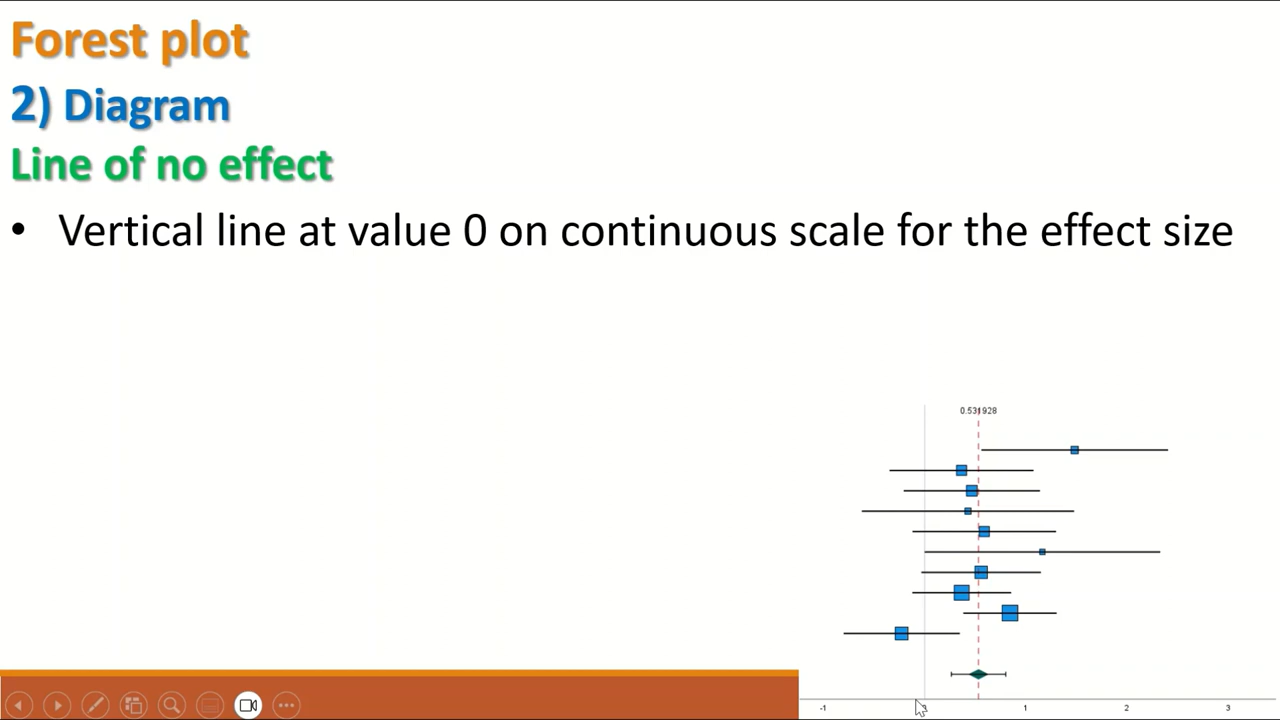 Forest plot
2) Diagram
Line of no effect
• Vertical line at value 0 on continuous scale for the effect size
0.531928
-1 0 1 2 3